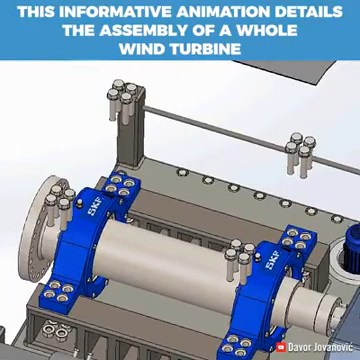 THIS INFORMATIVE ANIMATION DETAILS
THE ASSEMBLY OF A WHOLE
WIND TURBINE
SKF
SKF
Davor Jovanović